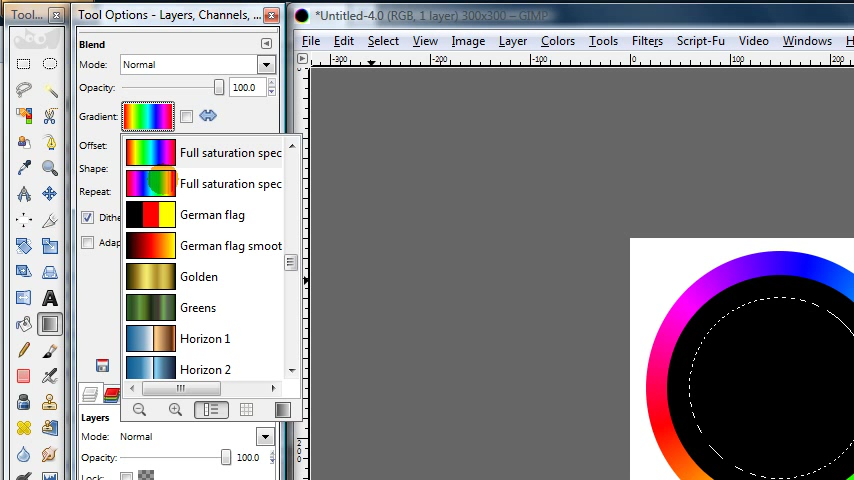 Tool...
Tool Options - Layers, Channels, ...
*Untitled-4.0 (RGB, 1 layer) 300x300 – GIMP
File Edit Select View Image Layer Colors Tools Filters Script-Fu Video Windows
Blend
Mode: Normal
Opacity: 100.0
Gradient:
Offset:
Shape:
Repeat:
Dithe
Adap
Full saturation spec
Full saturation spec
German flag
German flag smoot
Golden
Greens
Horizon 1
Horizon 2
Layers
Mode: Normal
Opacity: 100.0
Lock:
-300 -200 -100 0 100 200